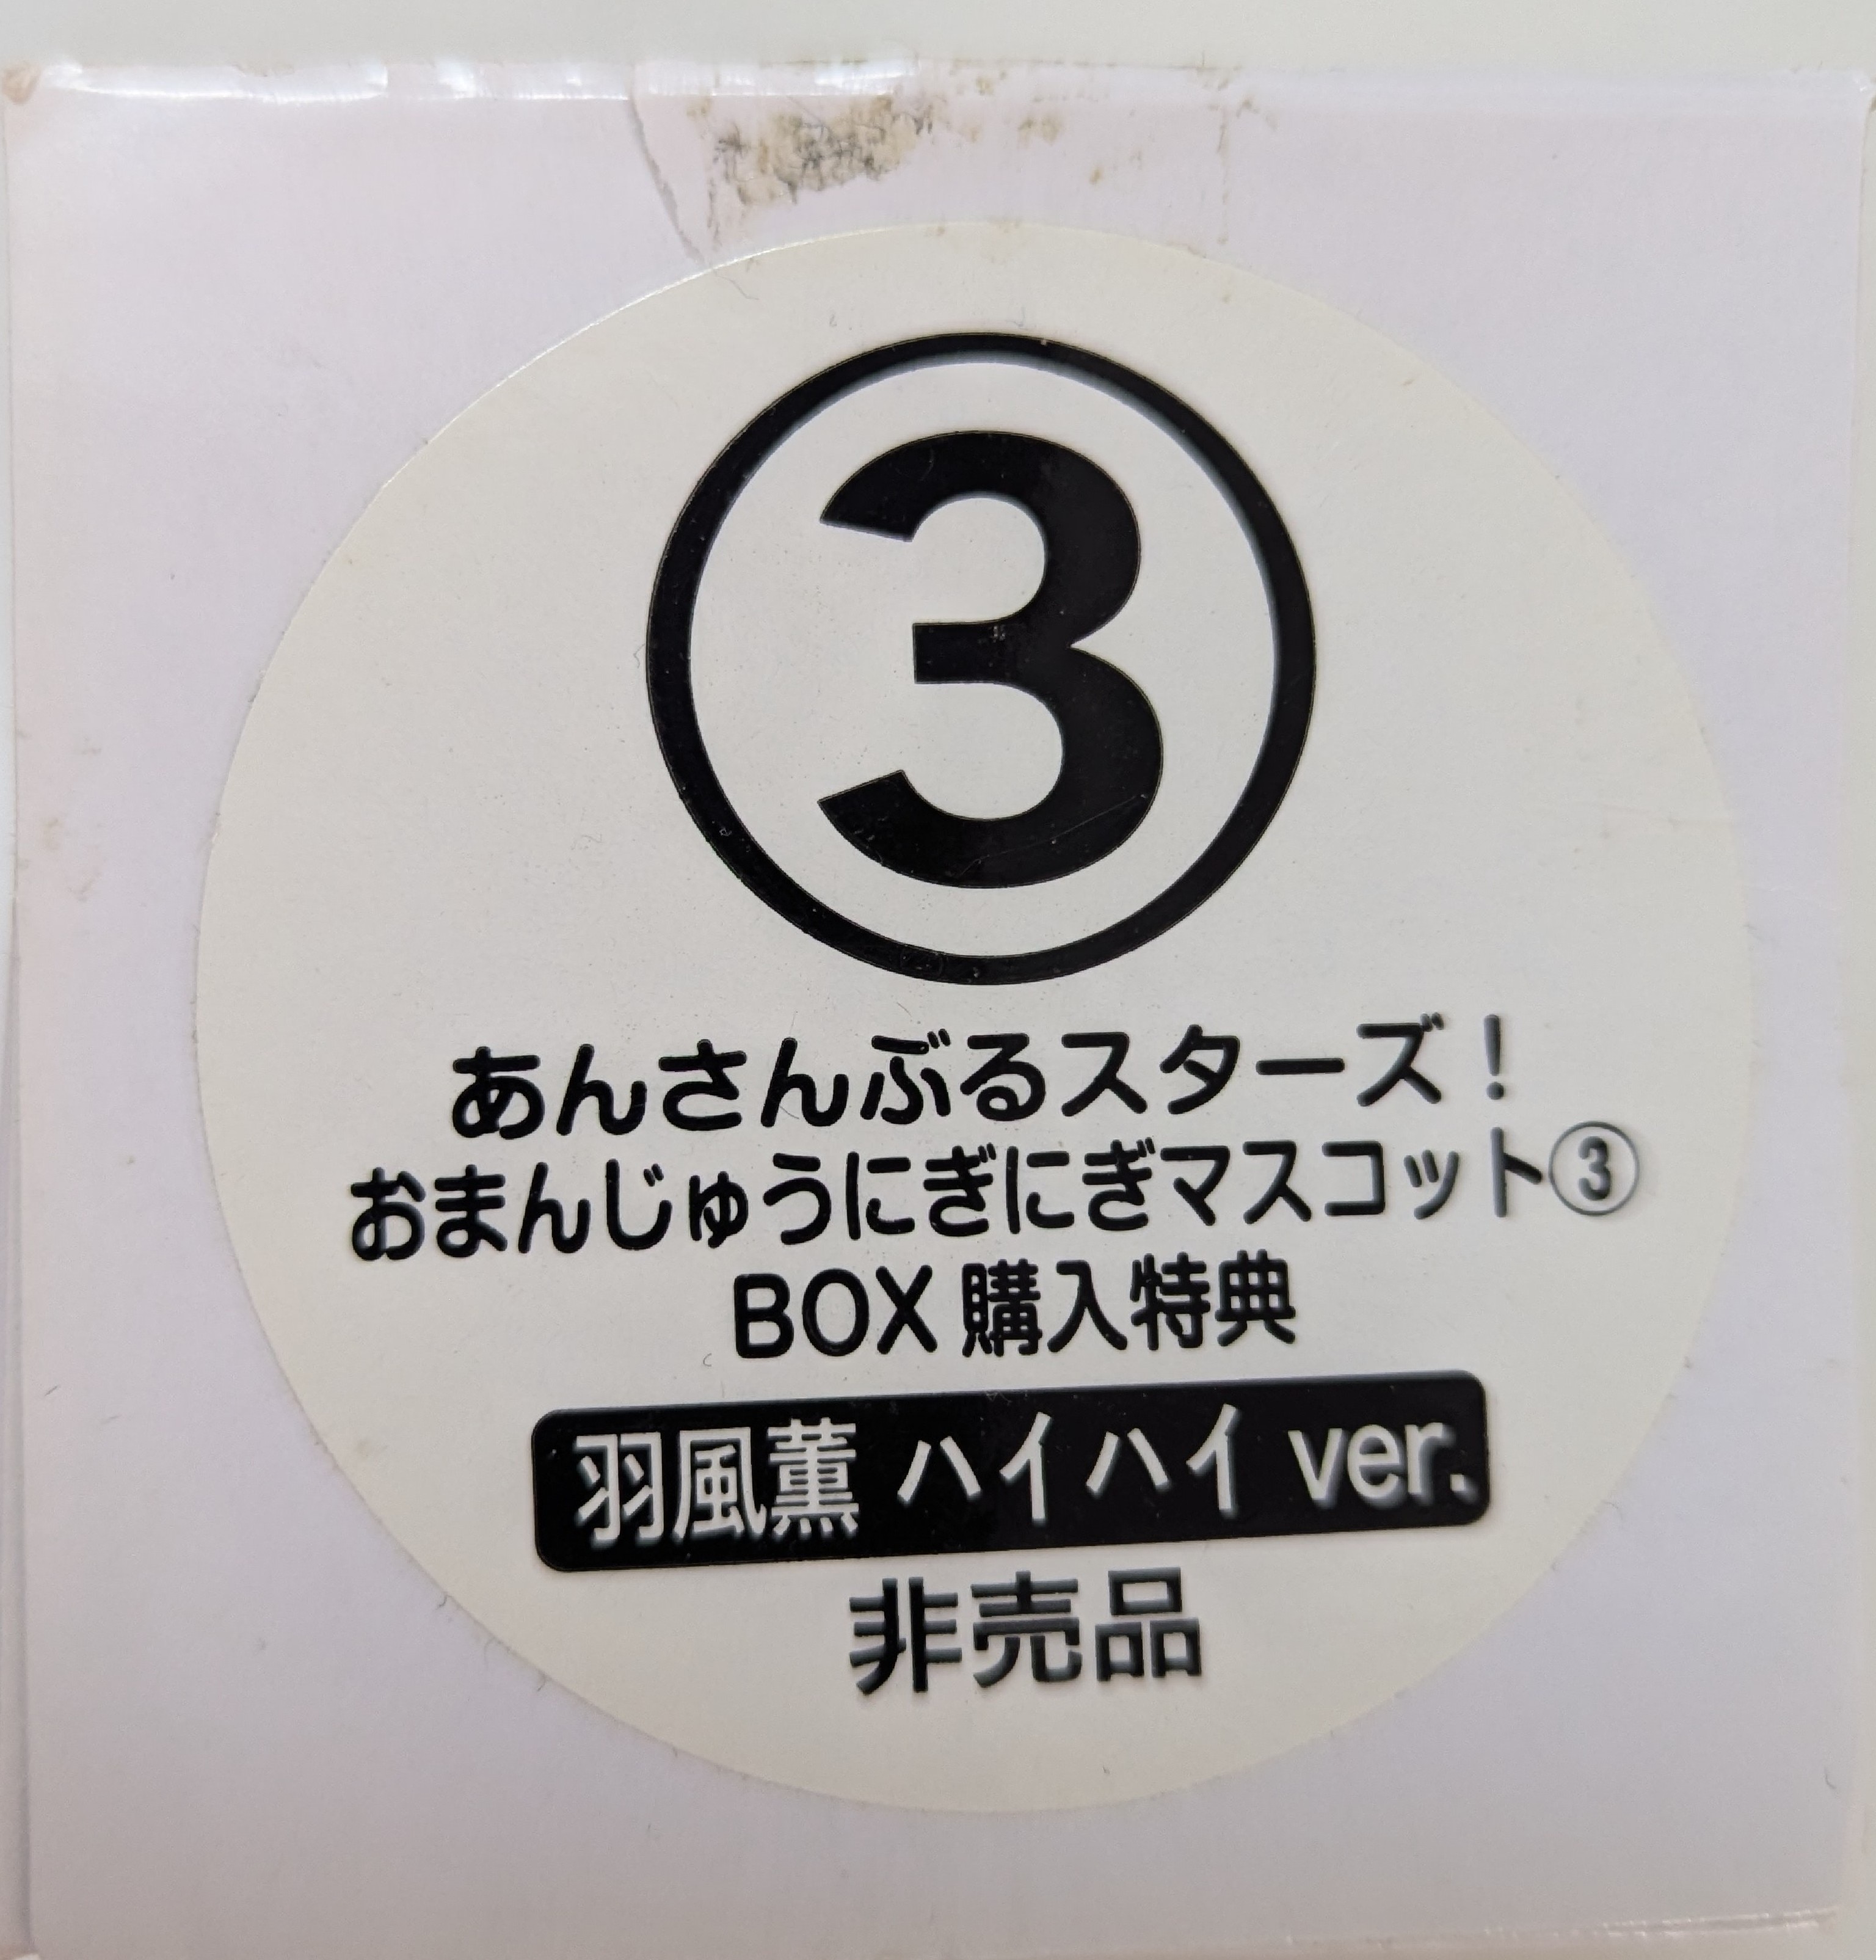 ③
あんさんぶるスターズ！
おまんじゅうにぎにぎマスコット③
BOX 購入特典
羽風薫 ハイハイ ver.
非売品